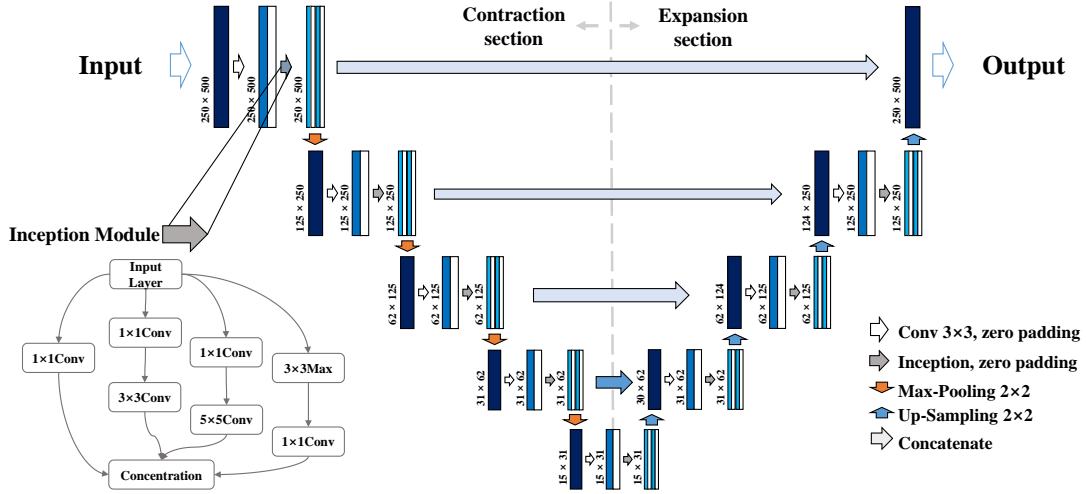 Contraction
section
Expansion
section
Input
Output
250×500
250×500
250×500
250×500
125×250
125×250
125×250
124×250
125×250
125×250
Inception Module
62×125
62×125
62×125
62×124
62×125
62×125
31×62
31×62
31×62
30×62
31×62
31×62
15×31
15×31
Input
Layer
1×1Conv
1×1Conv
1×1Conv
3×3Max
3×3Conv
5×5Conv
1×1Conv
Concentration
Conv 3×3, zero padding
Inception, zero padding
Max-Pooling 2×2
Up-Sampling 2×2
Concatenate